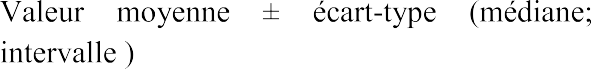 Valeur moyenne ± écart-type (médiane;
intervalle )